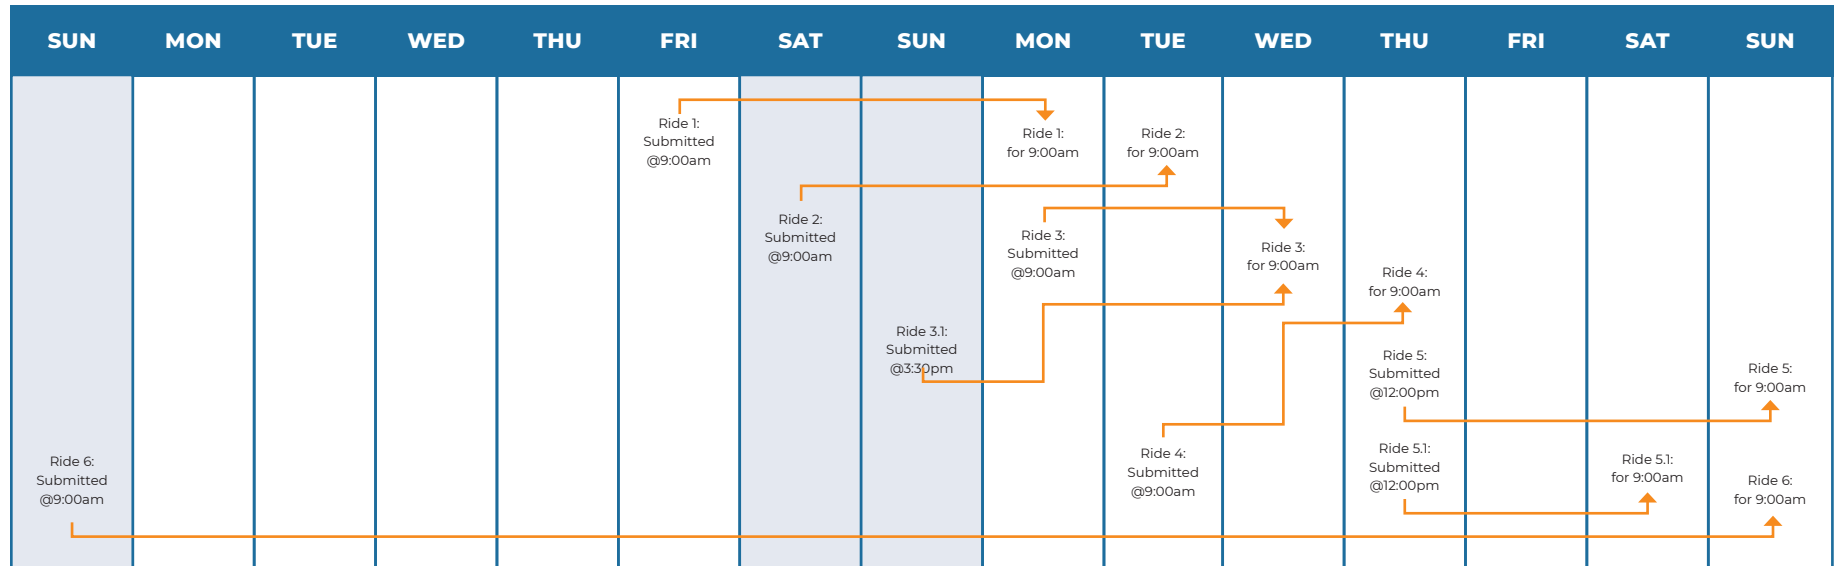 SUN MON TUE WED THU FRI SAT SUN MON TUE WED THU FRI SAT SUN
Ride 1:
Submitted
@9:00am
Ride 1:
for 9:00am
Ride 2:
for 9:00am
Ride 2:
Submitted
@9:00am
Ride 3:
Submitted
@9:00am
Ride 3:
for 9:00am
Ride 4:
for 9:00am
Ride 3.1:
Submitted
@3:30pm
Ride 5:
Submitted
@12:00pm
Ride 5:
for 9:00am
Ride 6:
Submitted
@9:00am
Ride 4:
Submitted
@9:00am
Ride 5.1:
Submitted
@12:00pm
Ride 5.1:
for 9:00am
Ride 6:
for 9:00am